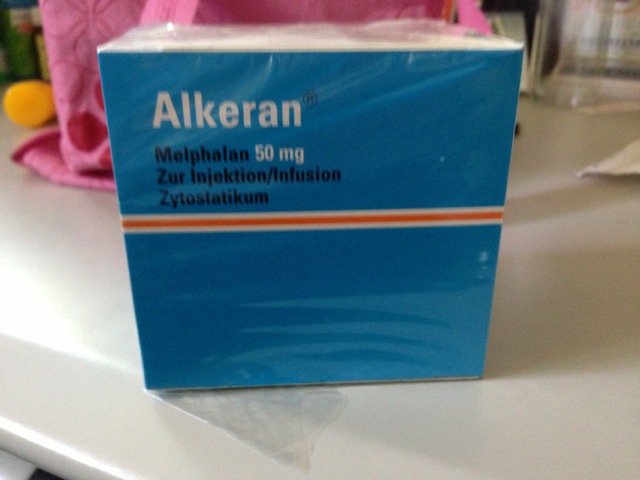 Alkeran®
Melphalan 50 mg
Zur Injektion/Infusion
Zytostatikum